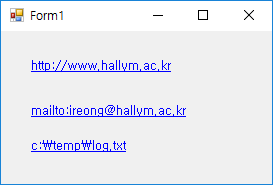 Form1
http://www.hallym.ac.kr
mailto:ireong@hallym.ac.kr
c:₩temp₩log.txt